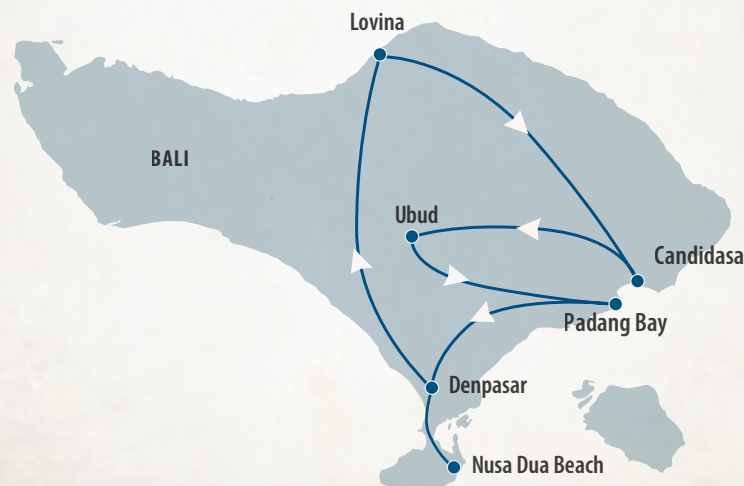 Lovina
BALI
Ubud
Candidasa
Padang Bay
Denpasar
Nusa Dua Beach